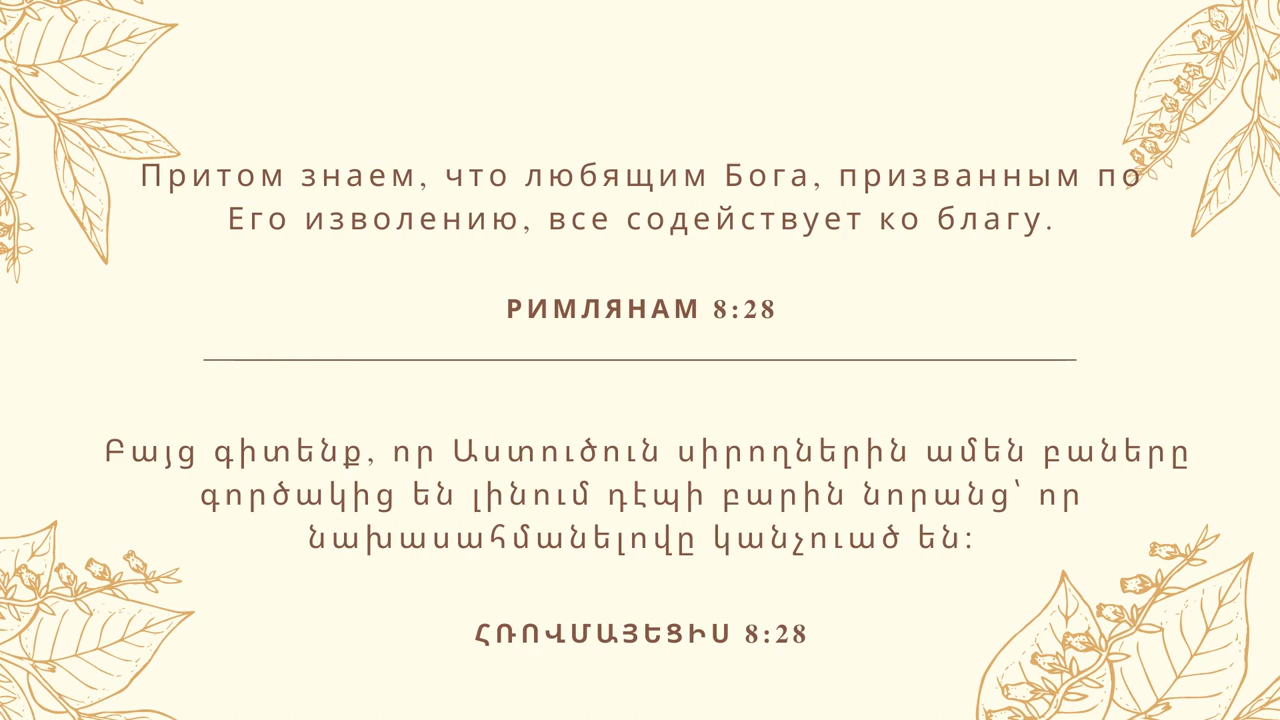 Притом знаем, что любящим Бога, призванным по
Его изволению, все содействует ко благу.
РИМЛЯНАМ 8:28
Բայց գիտենք, որ Աստուծուն սիրողներին ամեն բաները
գործակից են լինում դէպի բարին նորանց՝ որ
նախասահմանելովը կանչուած են:
ՀՌՈՎՄԱՅԵՑԻՍ 8:28